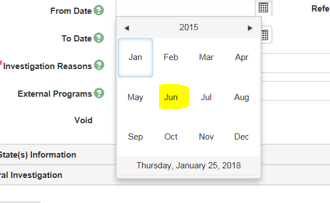 From Date ? Refe
◄ 2015 ►
To Date ?
Jan Feb Mar Apr
*Investigation Reasons ?
External Programs ?
May Jun Jul Aug
Void
Sep Oct Nov Dec
State(s) Information
Thursday, January 25, 2018
ral Investigation